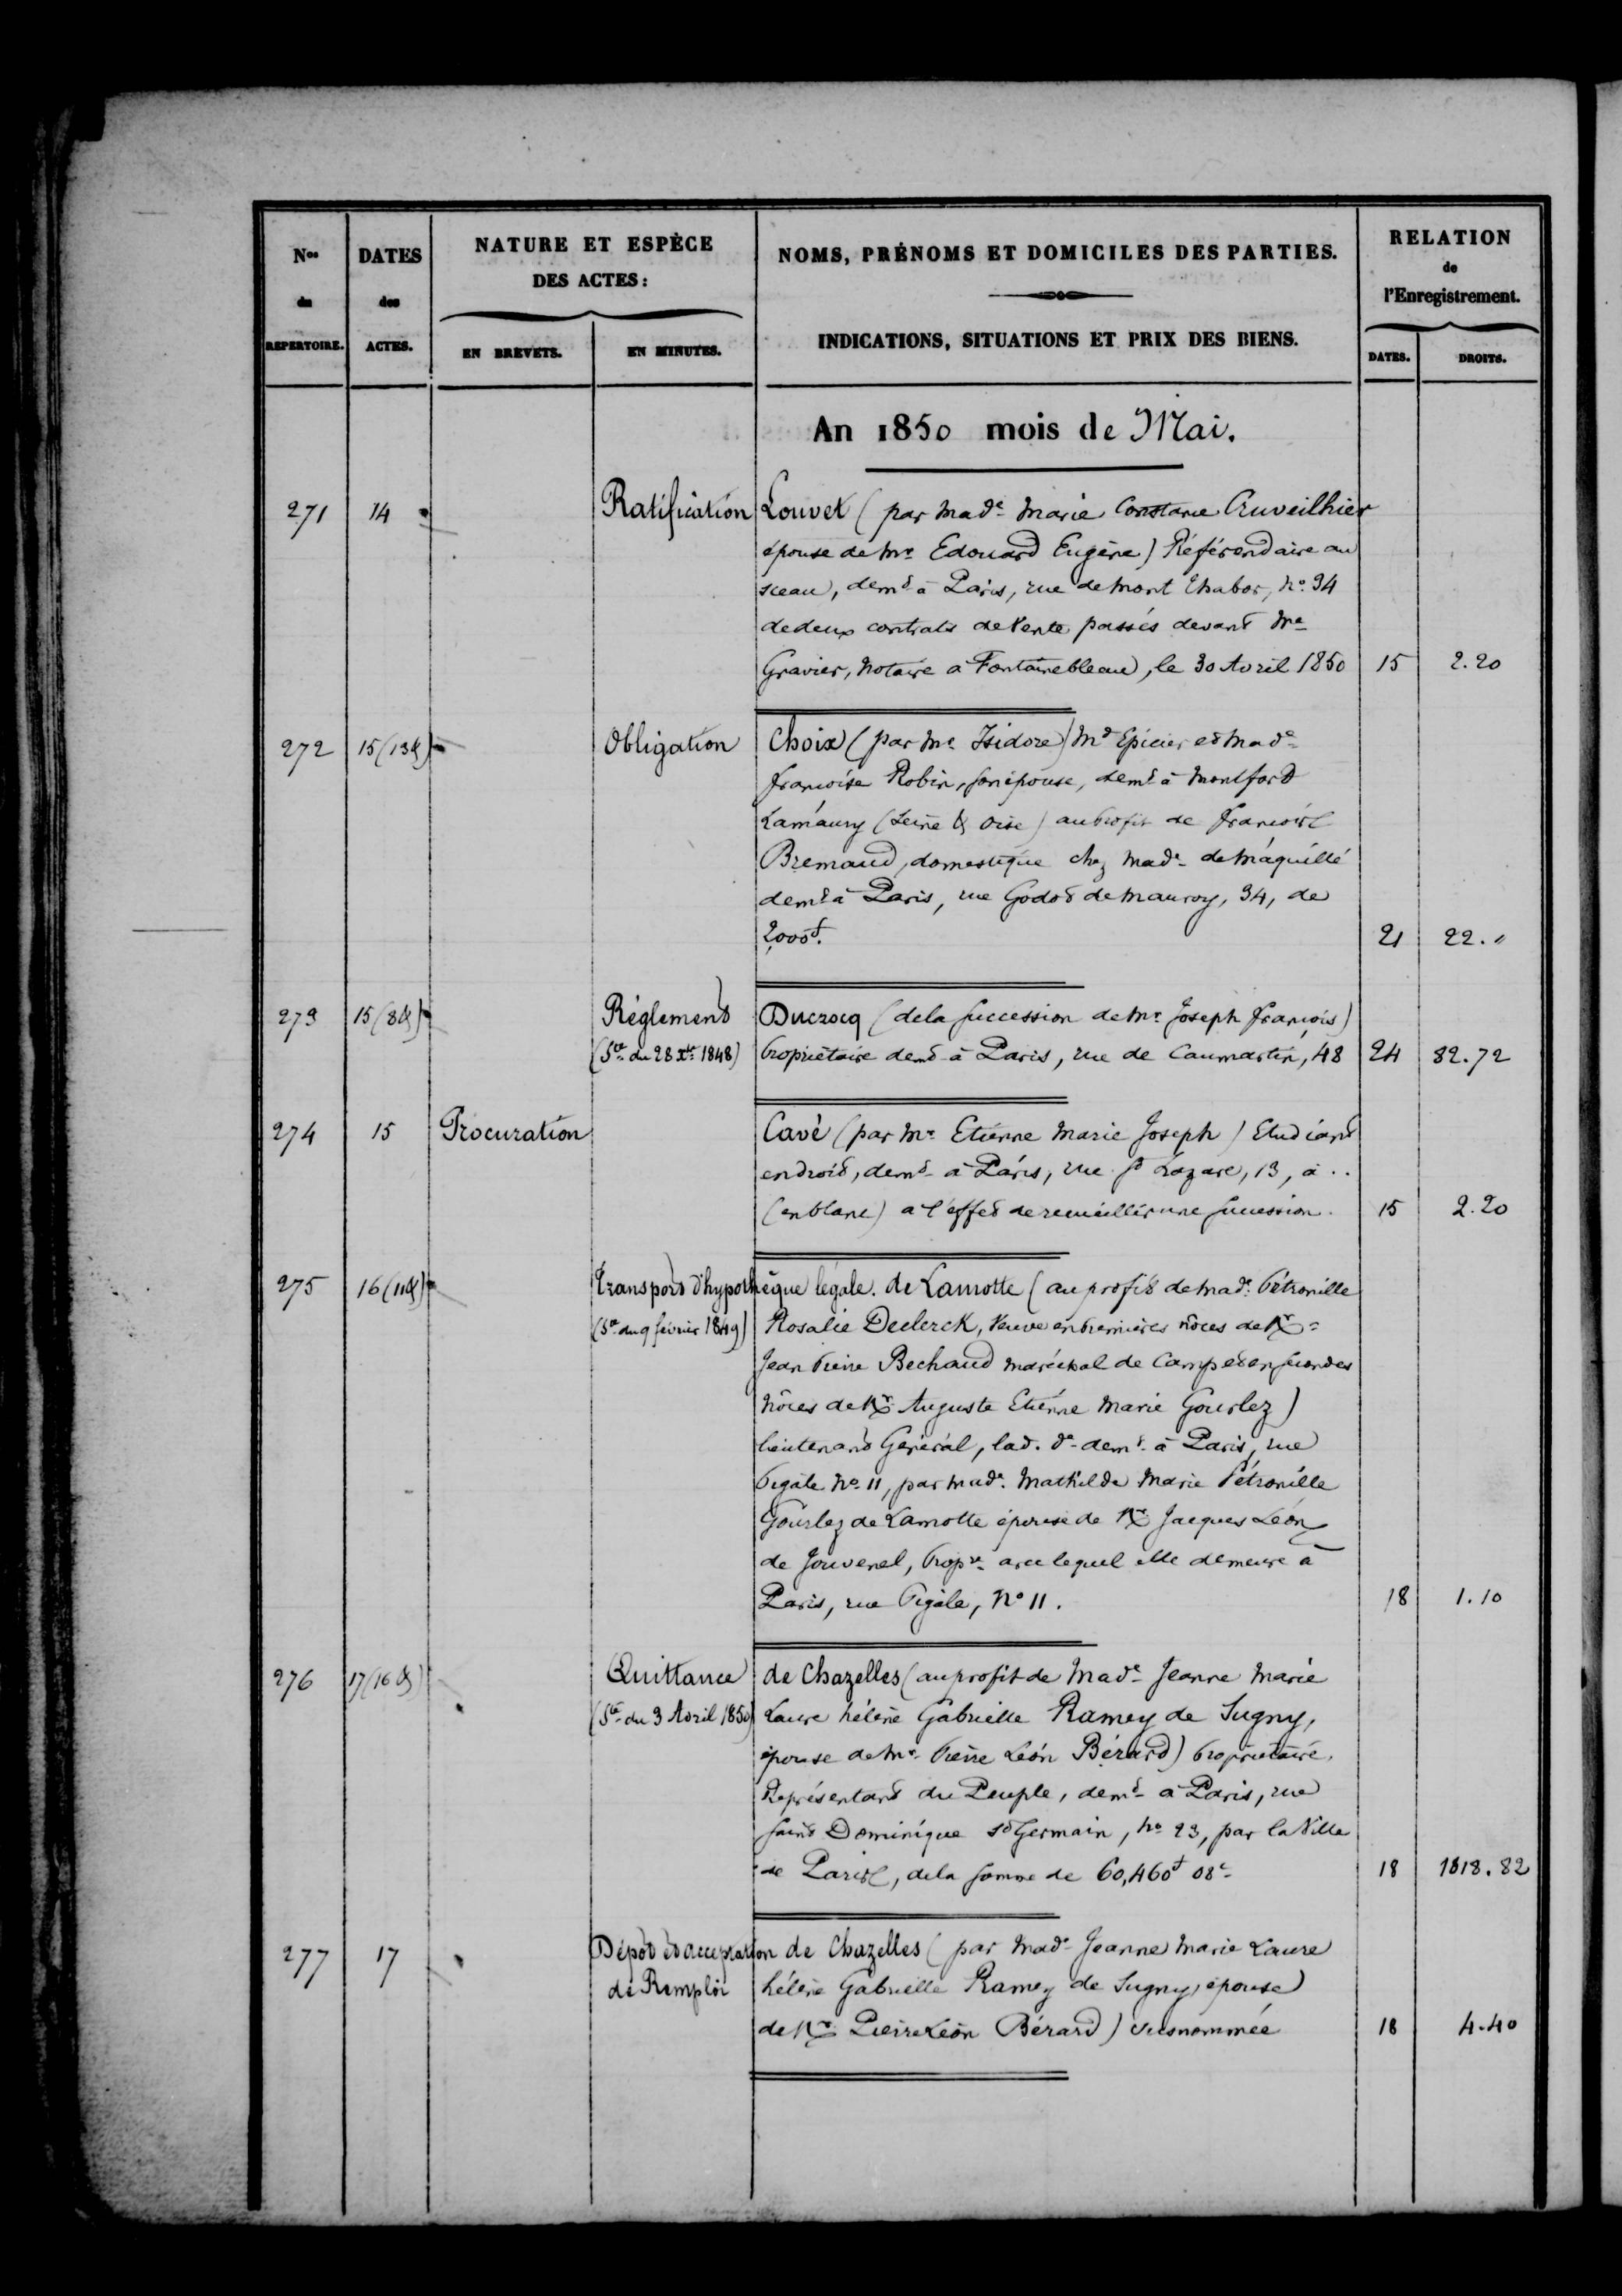 Nos du REPERTOIRE.
DATES des ACTES.
NATURE ET ESPÈCE DES ACTES:
EN BREVETS.
EN MINUTES.
NOMS, PRÉNOMS ET DOMICILES DES PARTIES.
INDICATIONS, SITUATIONS ET PRIX DES BIENS.
RELATION de l'Enregistrement.
DATES.
DROITS.
An 1850 mois de Mai.
271 14 Ratification Louvet (par Made Marie Constance Cruveilhier
épouse de Mr Edouard Eugène) Référendaire au
sceau, demt à Paris, rue de Mont Thabor, No. 34
de deux contrats de Vente passés devant Me
Gravier, Notaire à Fontainebleau, le 30 Avril 1850 15 2.20
272 15 (13 &) Obligation Choix (par Mr Isidore) Md Epicier et Made
françoise Robin, son épouse, demt à Montfort
Lamaury (Seine & Oise) au profit de françois
Bremaud, domestique chez Made de Maquillé
demt à Paris, rue Godot de Mauroy, 34, de
2,000f. 21 22."
273 15 (8 &) Réglement Ducrocq (de la succession de Mr Joseph françois)
(Ste du 28 Xbre 1848) Propriétaire demt à Paris, rue de Caumartin, 48 24 82.72
274 15 Procuration Cavé (par Mr Etienne Marie Joseph) Etudiant
en droit, demt à Paris, rue St Lazare, 13, à ..
(en blanc) à l'effet de recueillir une succession. 15 2.20
275 16 (11 &) Transport d'hypothèque légale. de Lamotte (au profit de Made Pétronille
(Ste du 9 février 1849) Rosalie Declerck, Veuve en premières nôces de Mr
Jean Pierre Bechaud maréchal de Camp et en secondes
Nôces de Mr Auguste Etienne Marie Gourlez)
lieutenant Général, lad. de demt à Paris, rue
Pigale No 11, par Made Mathilde Marie Pétronille
Gourlez de Lamotte épouse de Mr Jacques Léon
de Jouvenel, Propre avec lequel elle demeure à
Paris, rue Pigale, No 11. 18 1.10
276 17 (16 &) Quittance de Chazelles (au profit de Made Jeanne Marie
(Ste du 3 Avril 1850) Laure hélène Gabrielle Ramey de Sugny,
épouse de Mr Pierre Léon Bérard) Propriétaire,
Représentant du Peuple, demt à Paris, rue
saint Dominique St Germain, No 23, par la Ville
de Paris, de la somme de 60,460f 08c 18 1818.82
277 17 Dépôt et acceptation de Chazelles (par Made Jeanne Marie Laure
de Remploi hélène Gabrielle Ramey de Sugny, épouse
de Mr Pierre Léon Bérard) susnommée 18 4.40